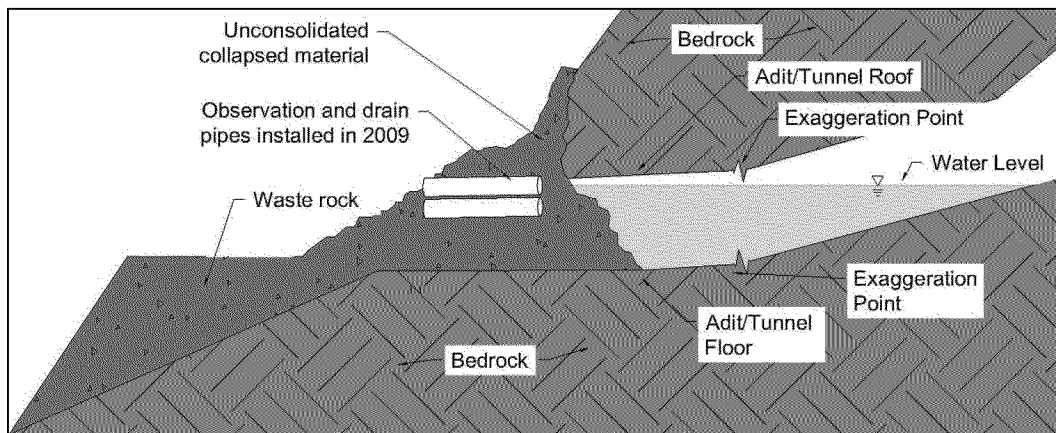 Unconsolidated
collapsed material
Bedrock
Adit/Tunnel Roof
Observation and drain
pipes installed in 2009
Exaggeration Point
Water Level
Waste rock
Exaggeration
Point
Adit/Tunnel
Floor
Bedrock